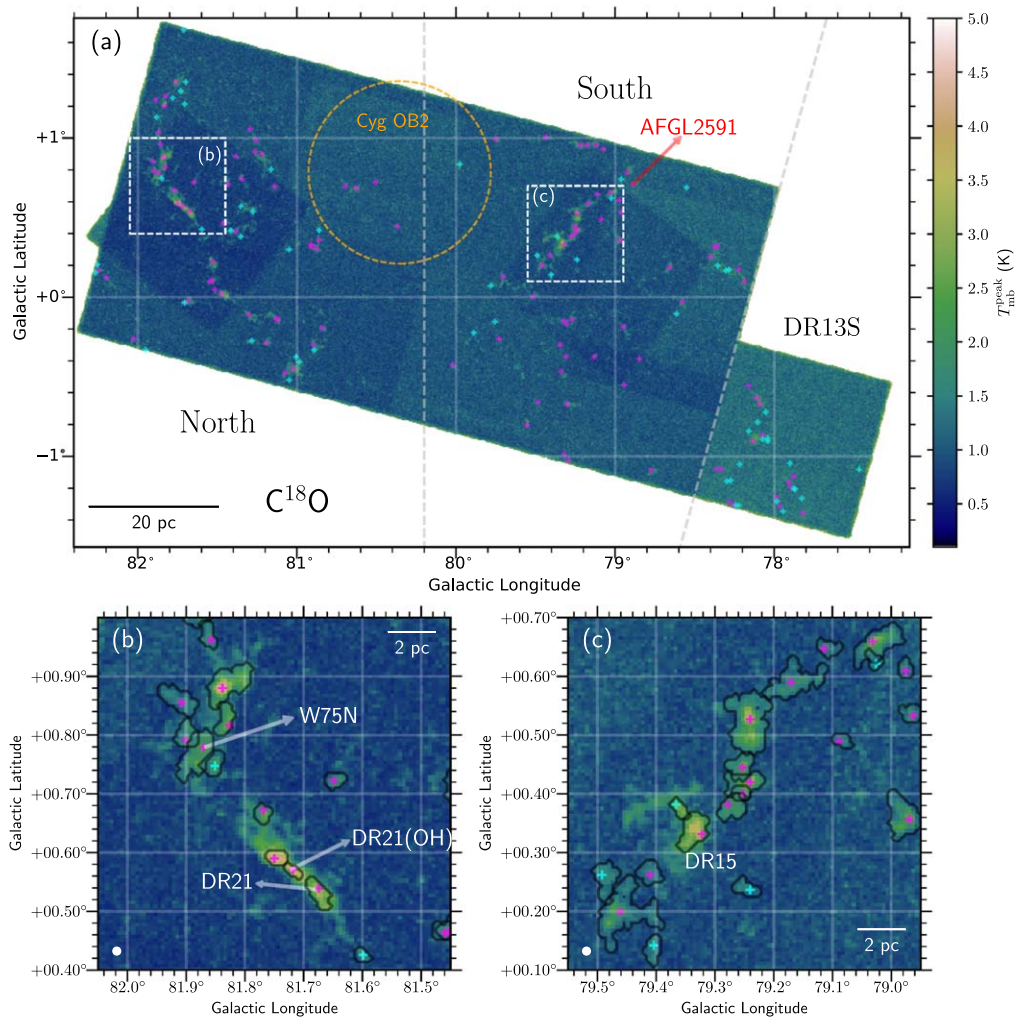 (a)
South
Cyg OB2
AFGL2591
(b)
(c)
DR13S
North
C¹⁸O
20 pc
+1°
+0°
−1°
Galactic Latitude
82°
81°
80°
79°
78°
Galactic Longitude
5.0
4.5
4.0
3.5
3.0
2.5
2.0
1.5
1.0
0.5
T_mb^peak (K)
(b)
2 pc
W75N
DR21(OH)
DR21
+00.90°
+00.80°
+00.70°
+00.60°
+00.50°
+00.40°
Galactic Latitude
82.0°
81.9°
81.8°
81.7°
81.6°
81.5°
Galactic Longitude
(c)
DR15
2 pc
+00.70°
+00.60°
+00.50°
+00.40°
+00.30°
+00.20°
+00.10°
Galactic Latitude
79.5°
79.4°
79.3°
79.2°
79.1°
79.0°
Galactic Longitude